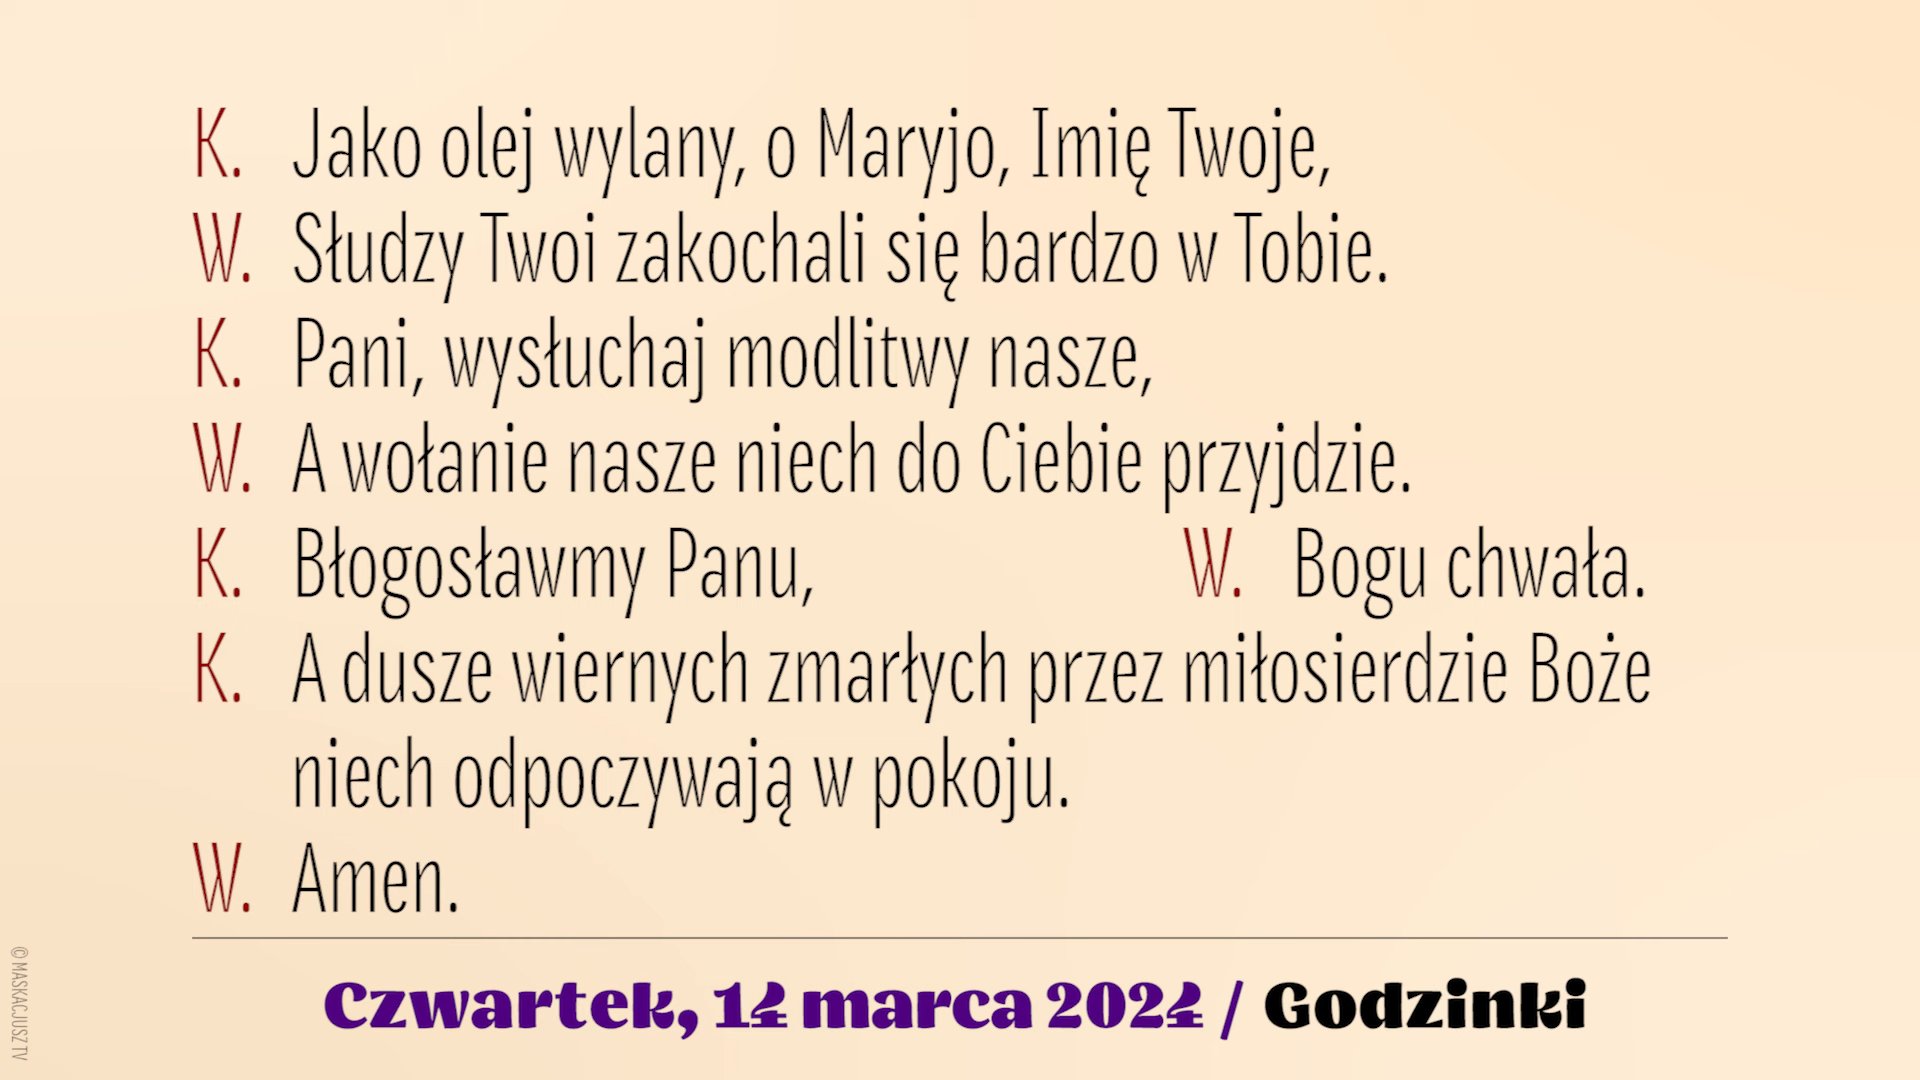 K. Jako olej wylany, o Maryjo, Imię Twoje,
W. Słudzy Twoi zakochali się bardzo w Tobie.
K. Pani, wysłuchaj modlitwy nasze,
W. A wołanie nasze niech do Ciebie przyjdzie.
K. Błogosławmy Panu, W. Bogu chwała.
K. A dusze wiernych zmarłych przez miłosierdzie Boże
niech odpoczywają w pokoju.
W. Amen.
Czwartek, 14 marca 2024 / Godzinki
© MASKACJUSZ TV